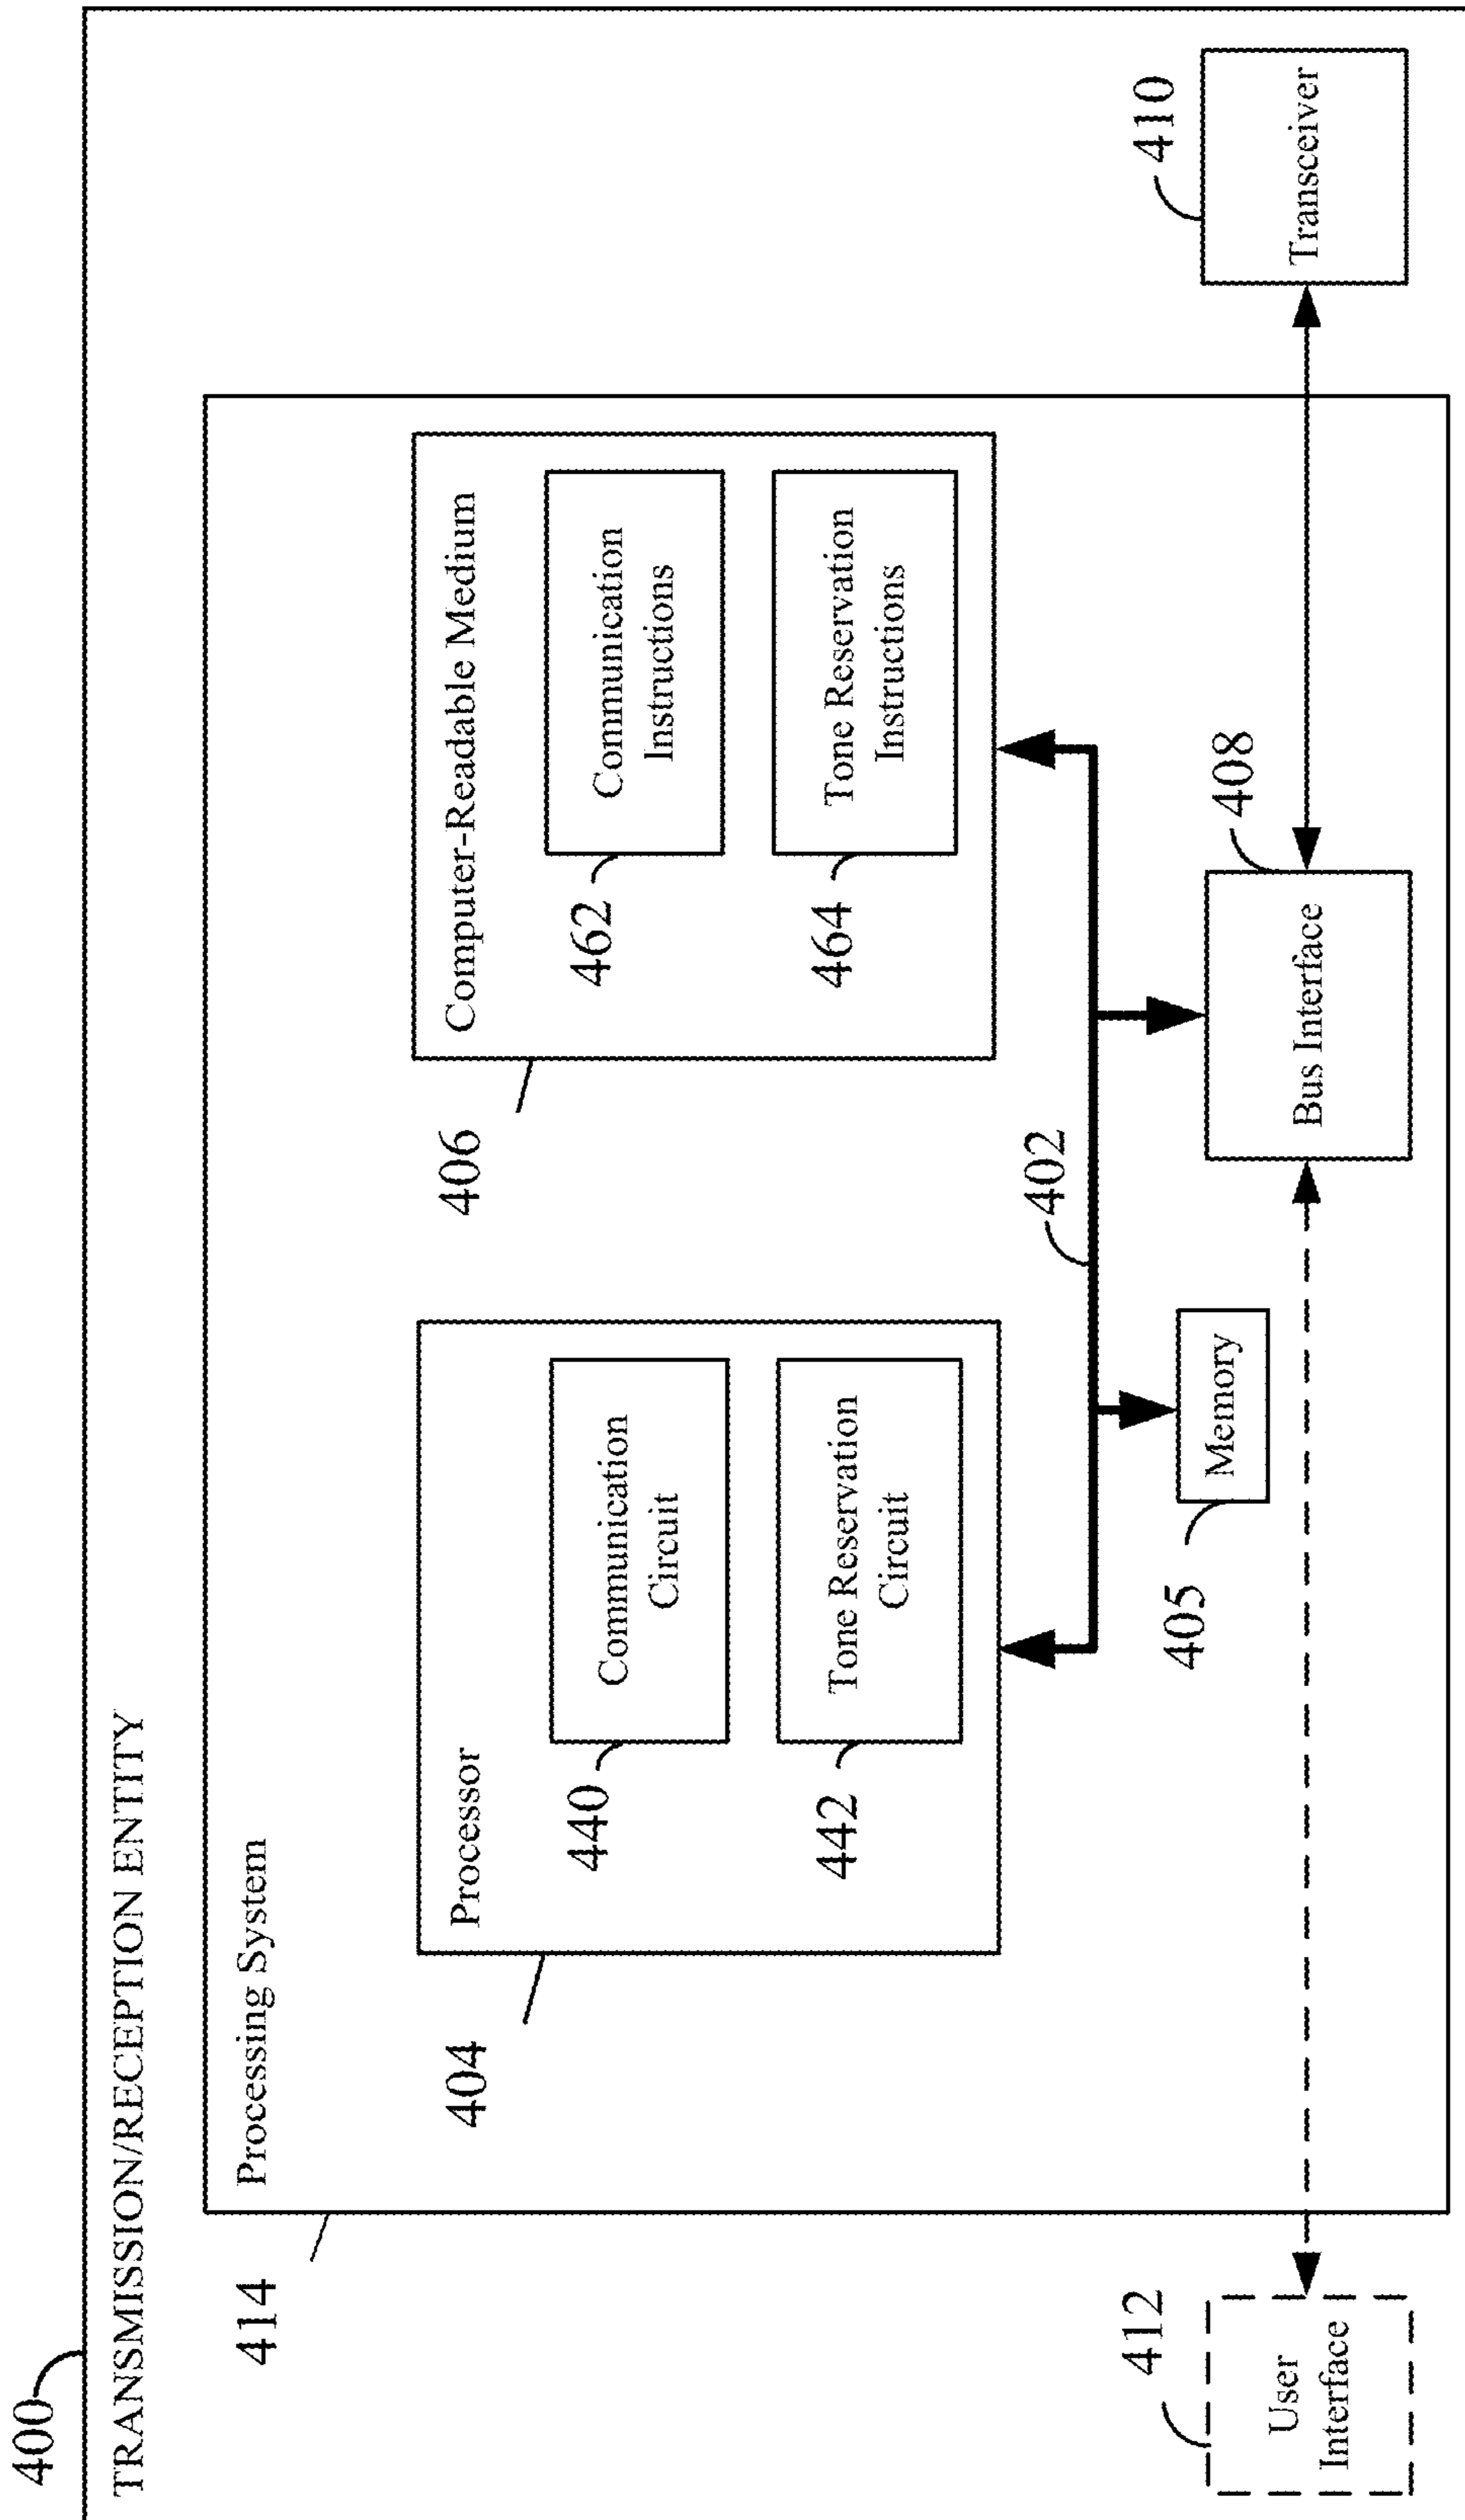 400
TRANSMISSION/RECEPTION ENTITY
414
Processing System
404
Processor
440
Communication
Circuit
442
Tone Reservation
Circuit
406
Computer-Readable Medium
462
Communication
Instructions
464
Tone Reservation
Instructions
402
405
Memory
408
Bus Interface
412
User
Interface
410
Transceiver